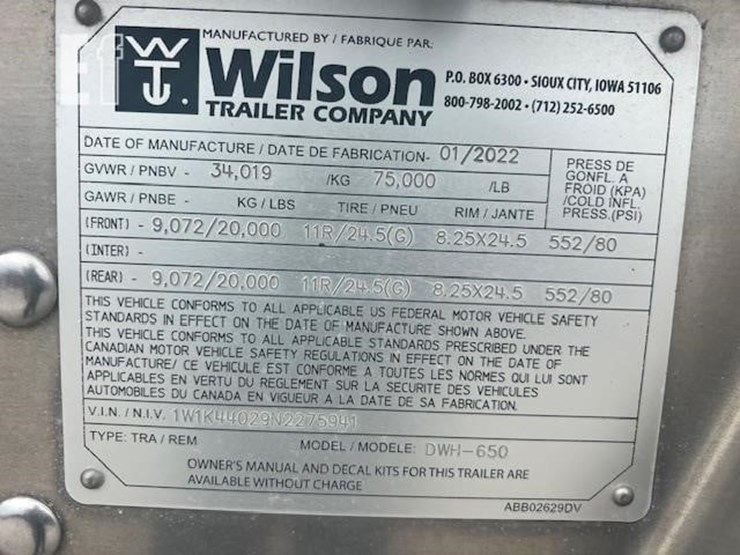 MANUFACTURED BY / FABRIQUE PAR:
Wilson
TRAILER COMPANY
P.O. BOX 6300 • SIOUX CITY, IOWA 51106
800-798-2002 • (712) 252-6500
DATE OF MANUFACTURE / DATE DE FABRICATION- 01/2022
GVWR / PNBV - 34,019 /KG 75,000 /LB
GAWR / PNBE - KG / LBS TIRE / PNEU RIM / JANTE
PRESS DE
GONFL. A
FROID (KPA)
/COLD INFL.
PRESS.(PSI)
(FRONT) - 9,072/20,000 11R/24.5(G) 8.25X24.5 552/80
(INTER) -
(REAR) - 9,072/20,000 11R/24.5(G) 8.25X24.5 552/80
THIS VEHICLE CONFORMS TO ALL APPLICABLE US FEDERAL MOTOR VEHICLE SAFETY
STANDARDS IN EFFECT ON THE DATE OF MANUFACTURE SHOWN ABOVE.
THIS VEHICLE CONFORMS TO ALL APPLICABLE STANDARDS PRESCRIBED UNDER THE
CANADIAN MOTOR VEHICLE SAFETY REGULATIONS IN EFFECT ON THE DATE OF
MANUFACTURE/ CE VEHICULE EST CONFORME A TOUTES LES NORMES QUI LUI SONT
APPLICABLES EN VERTU DU REGLEMENT SUR LA SECURITE DES VEHICULES
AUTOMOBILES DU CANADA EN VIGUEUR A LA DATE DE SA FABRICATION.
V.I.N. / N.I.V. 1W1K44029N2275941
TYPE: TRA / REM MODEL / MODELE: DWH-650
OWNER'S MANUAL AND DECAL KITS FOR THIS TRAILER ARE
AVAILABLE WITHOUT CHARGE
ABB02629DV